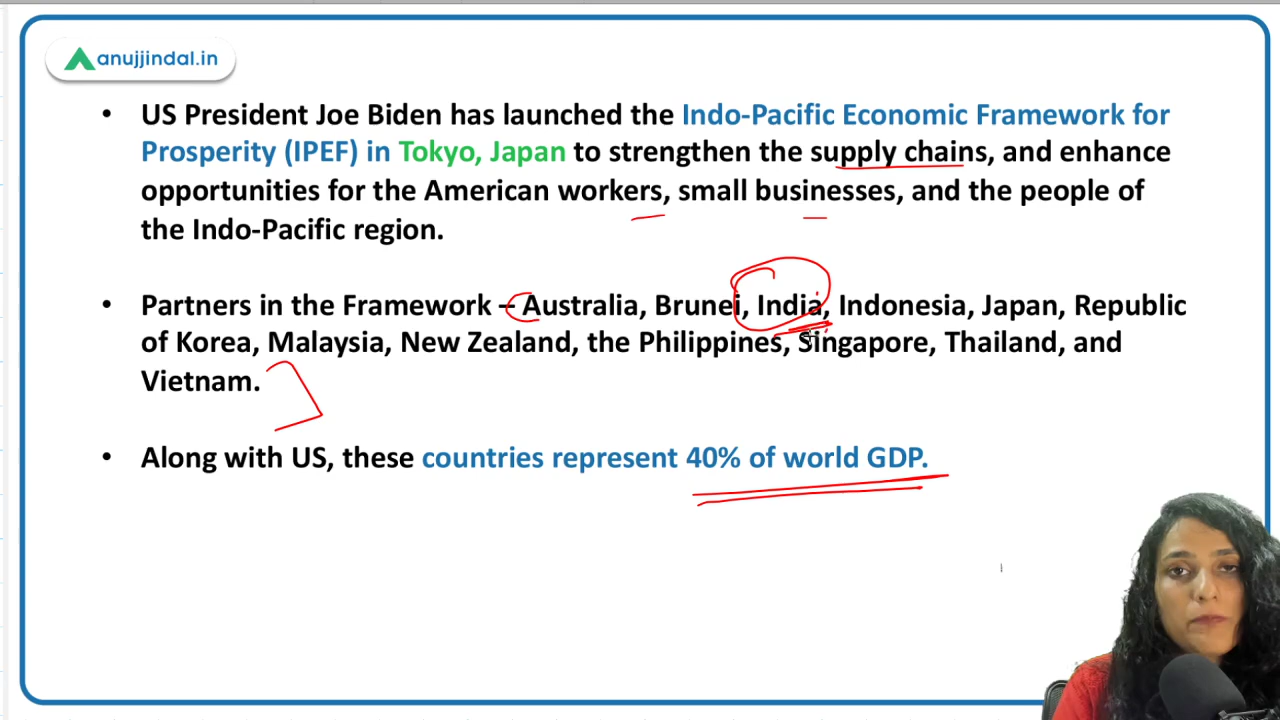 anujjindal.in
• US President Joe Biden has launched the Indo-Pacific Economic Framework for
Prosperity (IPEF) in Tokyo, Japan to strengthen the supply chains, and enhance
opportunities for the American workers, small businesses, and the people of
the Indo-Pacific region.
• Partners in the Framework – Australia, Brunei, India, Indonesia, Japan, Republic
of Korea, Malaysia, New Zealand, the Philippines, Singapore, Thailand, and
Vietnam.
• Along with US, these countries represent 40% of world GDP.